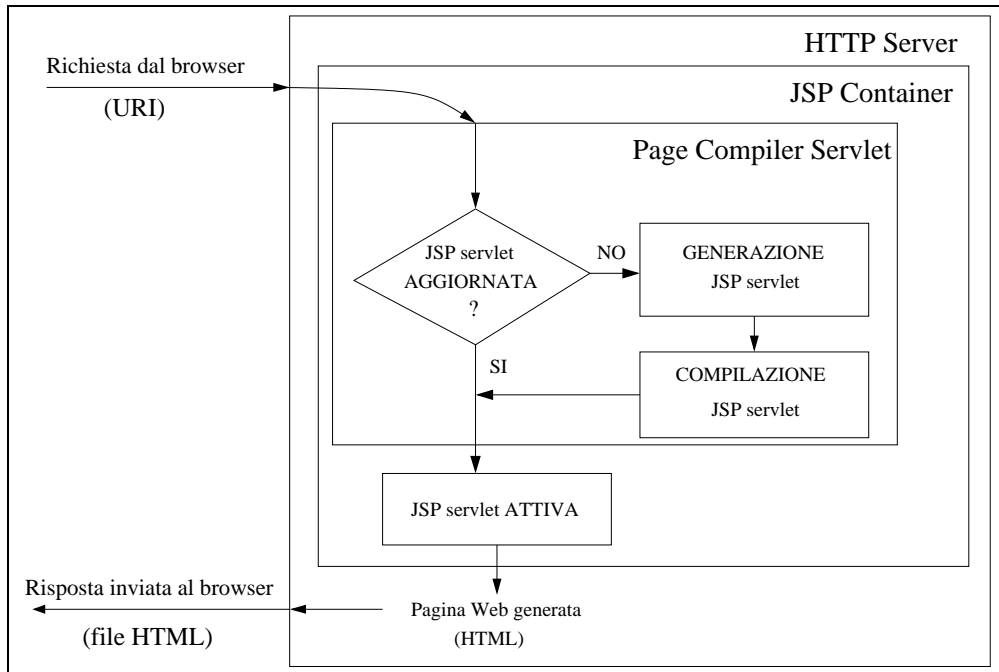 HTTP Server
Richiesta dal browser
(URI)
JSP Container
Page Compiler Servlet
JSP servlet
AGGIORNATA
?
NO
GENERAZIONE
JSP servlet
SI
COMPILAZIONE
JSP servlet
JSP servlet ATTIVA
Risposta inviata al browser
(file HTML)
Pagina Web generata
(HTML)